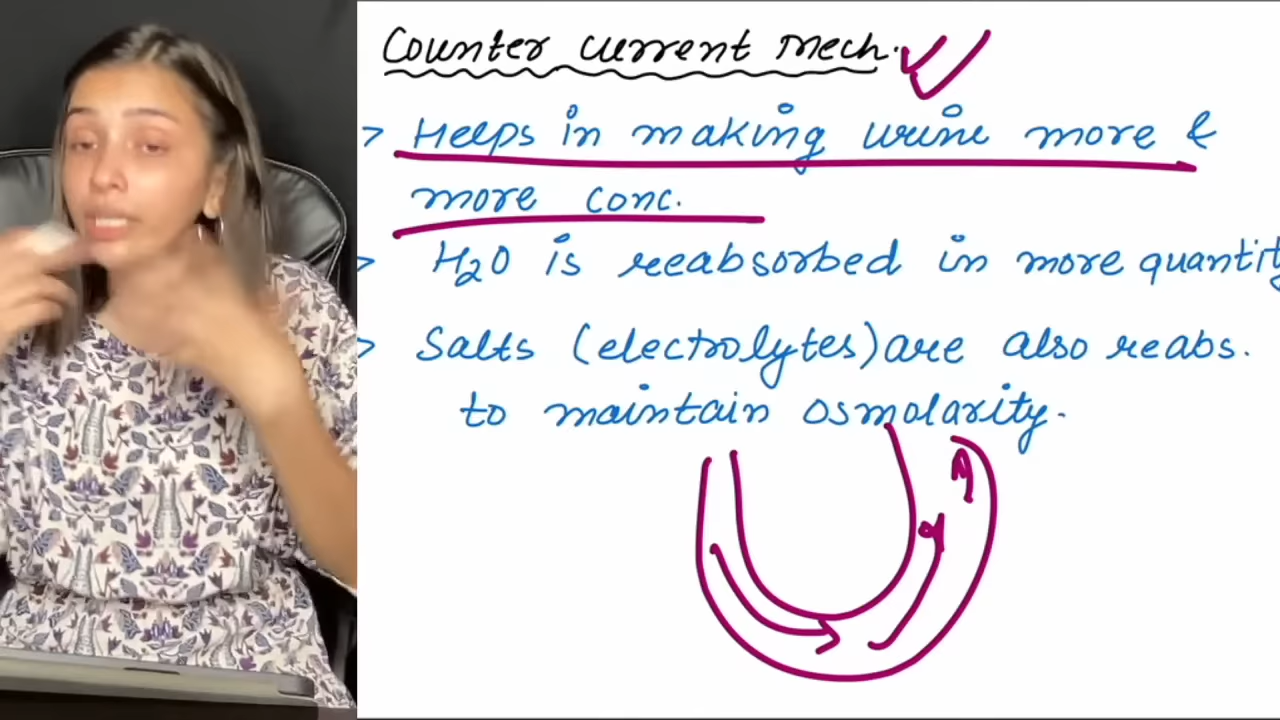 Counter current Mech.
> Helps in making urine more &
more conc.
> H2O is reabsorbed in more quantit
> Salts (electrolytes) are also reabs.
to maintain osmolarity.